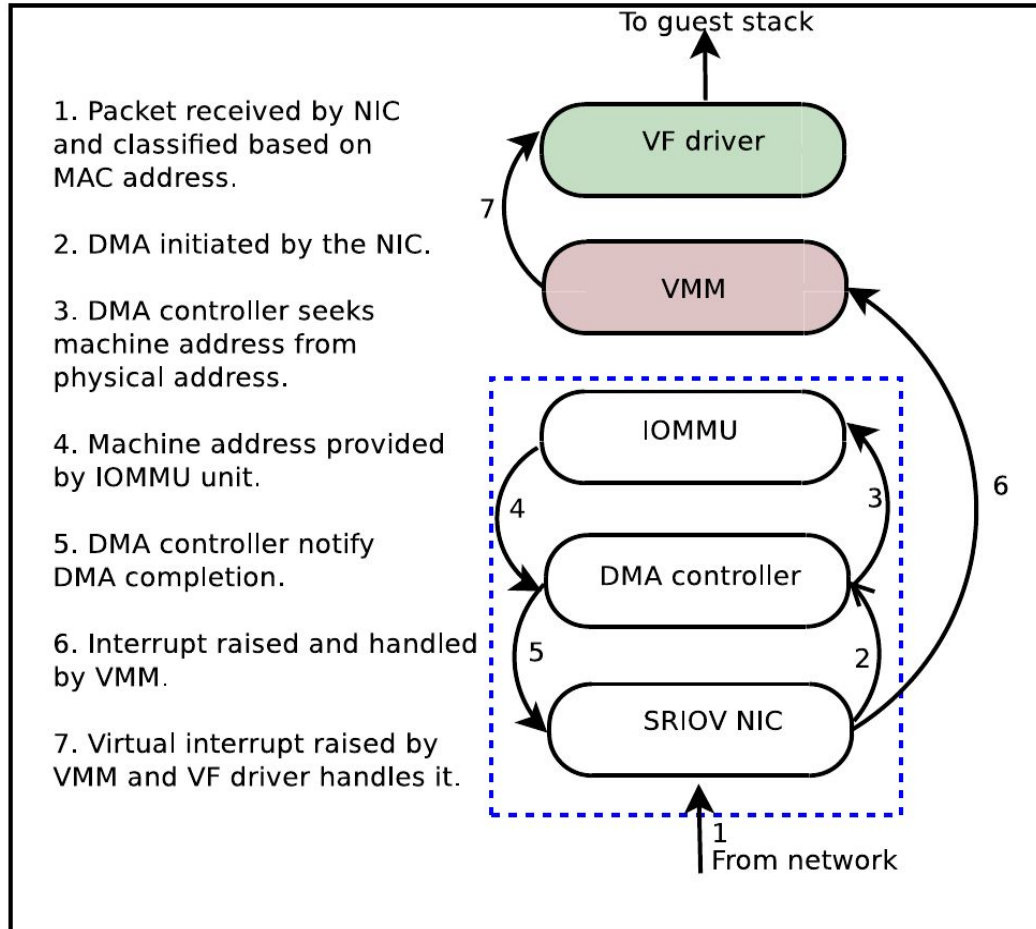 1. Packet received by NIC
and classified based on
MAC address.
2. DMA initiated by the NIC.
3. DMA controller seeks
machine address from
physical address.
4. Machine address provided
by IOMMU unit.
5. DMA controller notify
DMA completion.
6. Interrupt raised and handled
by VMM.
7. Virtual interrupt raised by
VMM and VF driver handles it.
To guest stack
VF driver
7
VMM
IOMMU
6
4
3
DMA controller
5
2
SRIOV NIC
1
From network